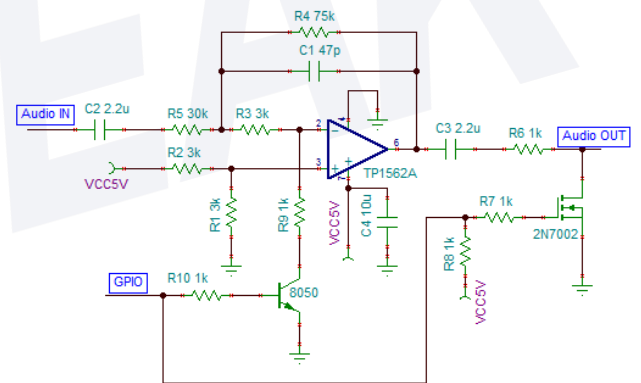 R4 75k
C1 47p
Audio IN
C2 2.2u
R5 30k
R3 3k
2
4
6
C3 2.2u
R6 1k
Audio OUT
R2 3k
3
7
TP1562A
VCC5V
R1 3k
R9 1k
VCC5V
C4 10u
R7 1k
2N7002
R8 1k
VCC5V
GPIO
R10 1k
8050